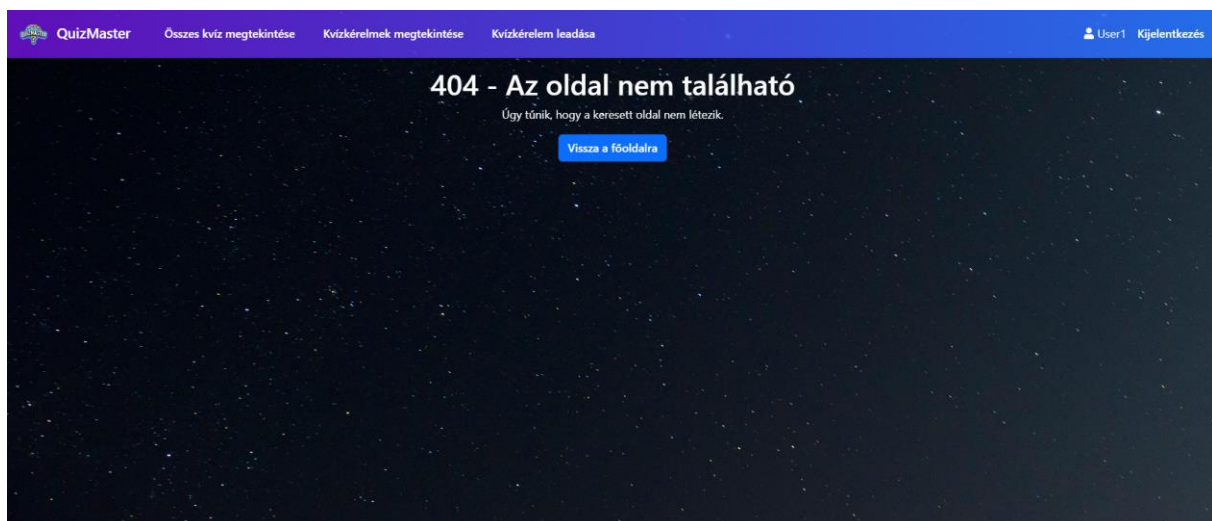 QuizMaster Összes kvíz megtekintése Kvízkérelmek megtekintése Kvízkérelem leadása User1 Kijelentkezés
404 - Az oldal nem található
Úgy tűnik, hogy a keresett oldal nem létezik.
Vissza a főoldalra